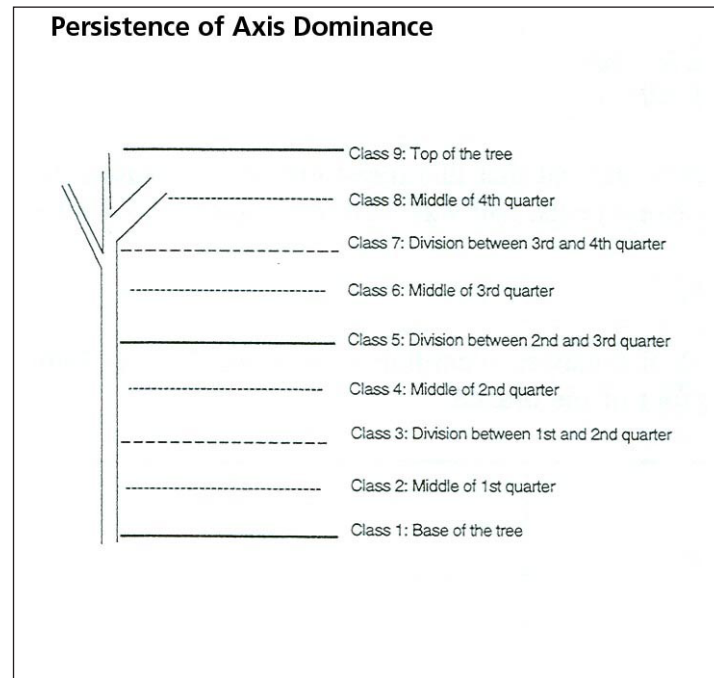 Persistence of Axis Dominance
Class 9: Top of the tree
Class 8: Middle of 4th quarter
Class 7: Division between 3rd and 4th quarter
Class 6: Middle of 3rd quarter
Class 5: Division between 2nd and 3rd quarter
Class 4: Middle of 2nd quarter
Class 3: Division between 1st and 2nd quarter
Class 2: Middle of 1st quarter
Class 1: Base of the tree